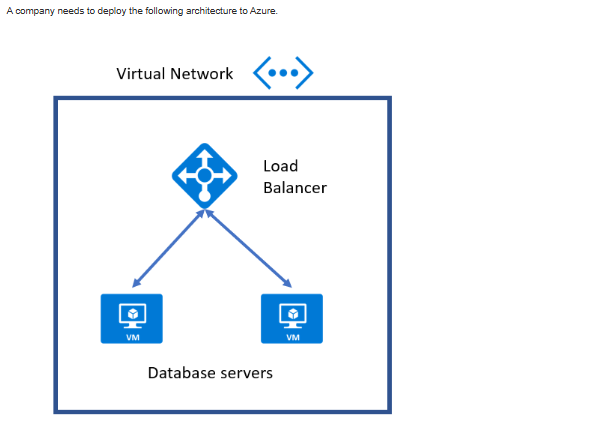 A company needs to deploy the following architecture to Azure.
Virtual Network
Load
Balancer
VM
VM
Database servers